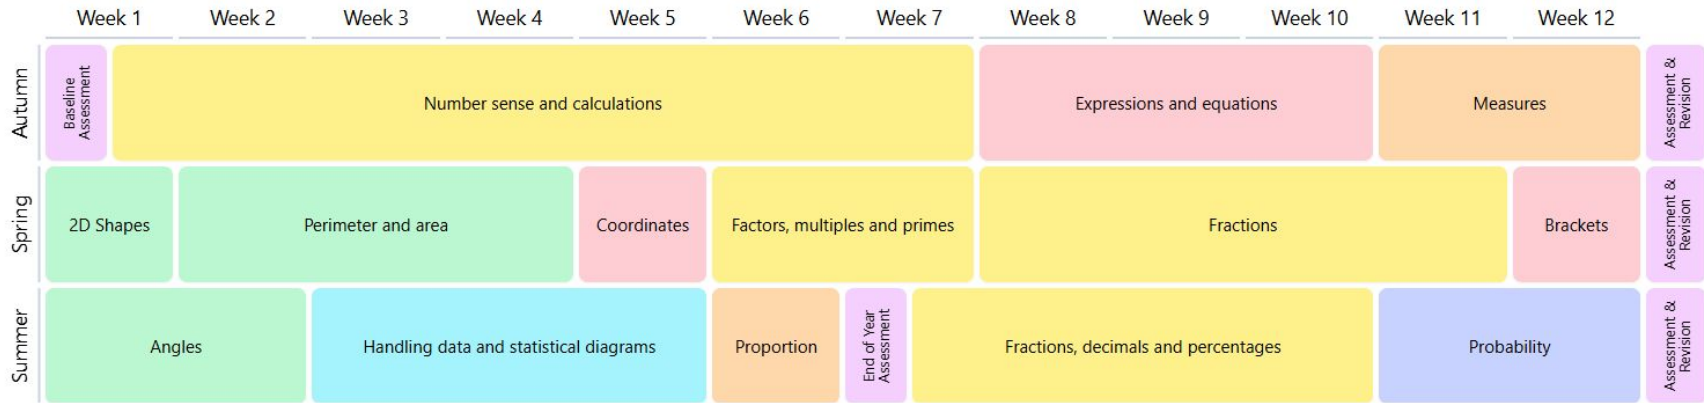 Week 1 Week 2 Week 3 Week 4 Week 5 Week 6 Week 7 Week 8 Week 9 Week 10 Week 11 Week 12
Autumn
Baseline
Assessment
Number sense and calculations
Expressions and equations
Measures
Assessment &
Revision
Spring
2D Shapes
Perimeter and area
Coordinates
Factors, multiples and primes
Fractions
Brackets
Assessment &
Revision
Summer
Angles
Handling data and statistical diagrams
Proportion
End of Year
Assessment
Fractions, decimals and percentages
Probability
Assessment &
Revision